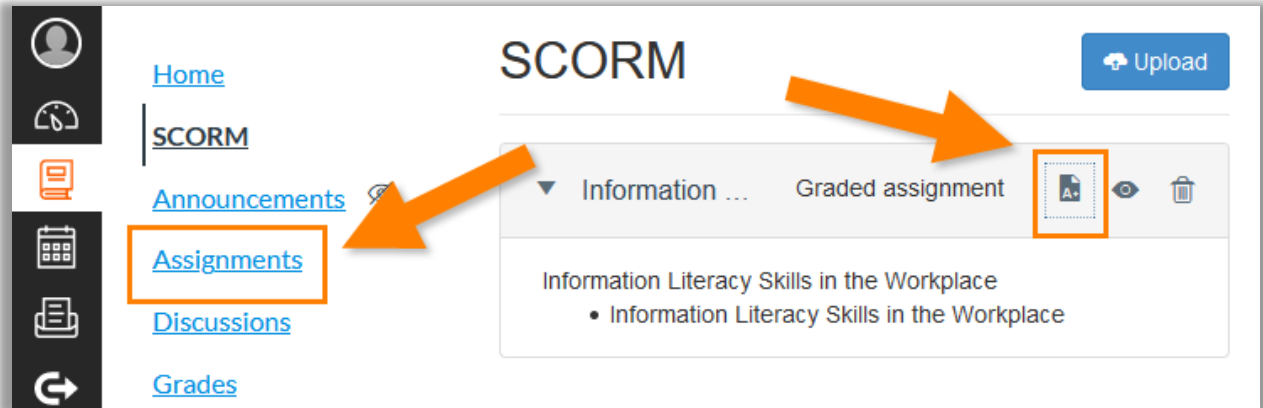 Home
SCORM
Announcements
Assignments
Discussions
Grades
SCORM
Upload
Information ...
Graded assignment
A+
Information Literacy Skills in the Workplace
• Information Literacy Skills in the Workplace